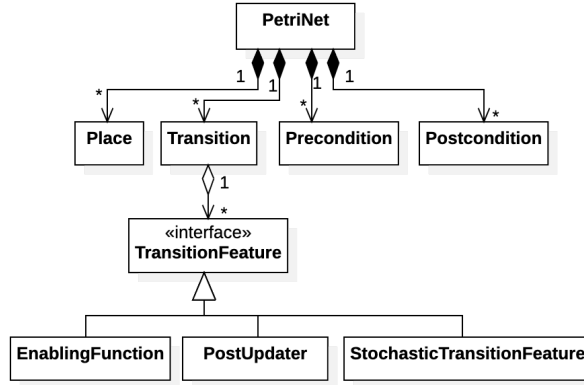 PetriNet
1 1 1 1
* * * *
Place Transition Precondition Postcondition
1
*
«interface»
TransitionFeature
EnablingFunction PostUpdater StochasticTransitionFeature